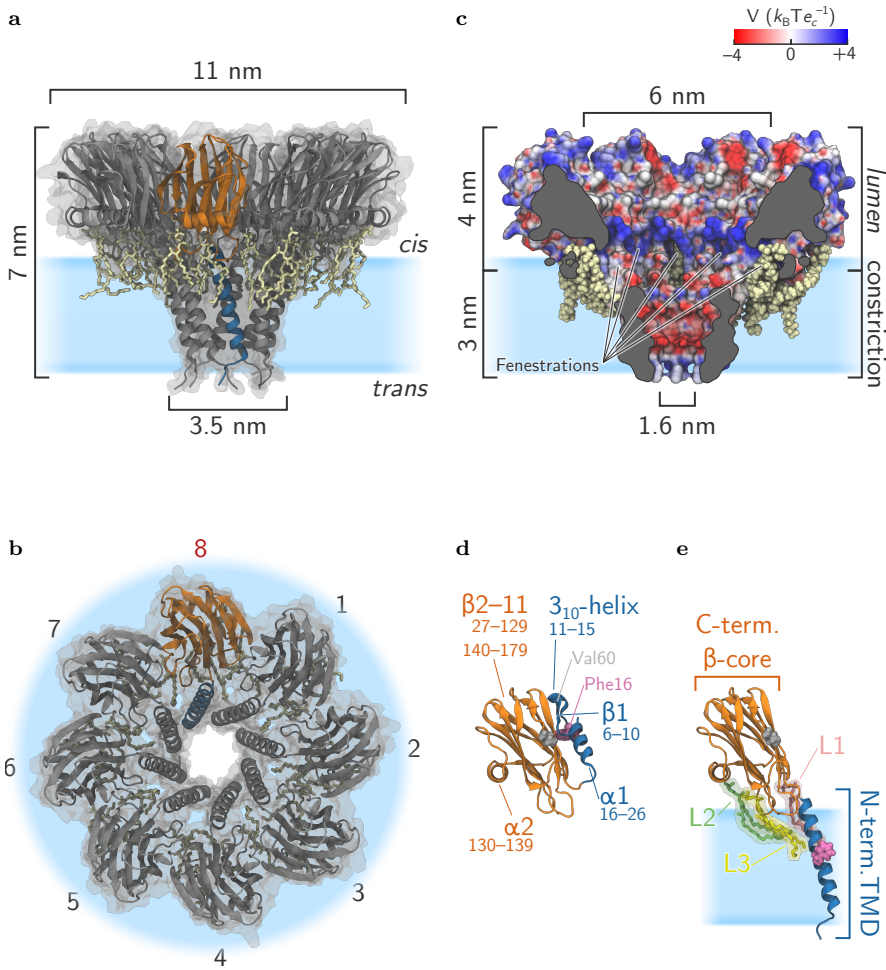 a
11 nm
7 nm
cis
trans
3.5 nm
c
V (k_BTe_c^−1)
−4 0 +4
6 nm
4 nm
3 nm
lumen
constriction
Fenestrations
1.6 nm
b
8
1
2
3
4
5
6
7
d
β2–11
27–129
140–179
3₁₀-helix
11–15
Val60
Phe16
β1
6–10
α1
16–26
α2
130–139
e
C-term.
β-core
L1
L2
L3
N-term. TMD